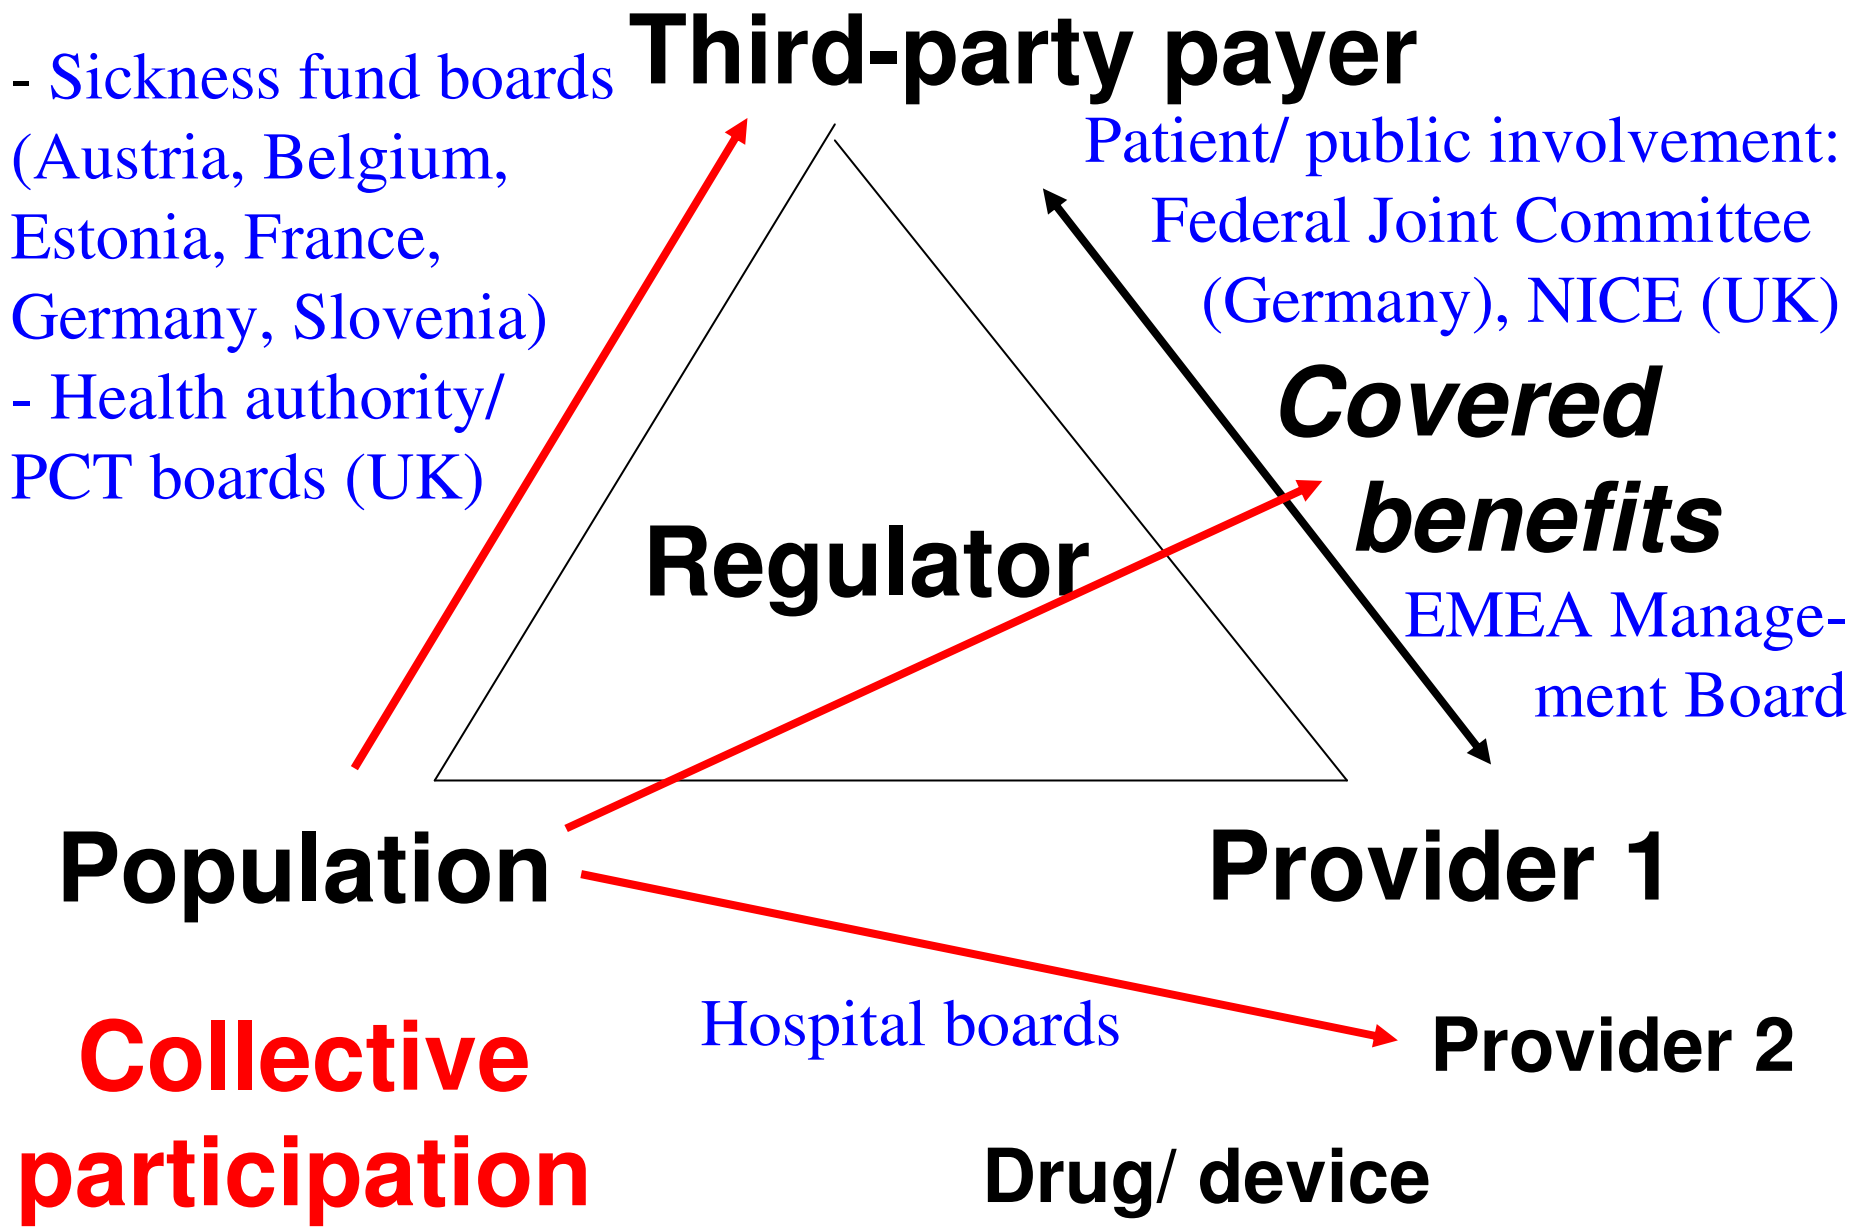 Third-party payer
- Sickness fund boards
(Austria, Belgium,
Estonia, France,
Germany, Slovenia)
- Health authority/
PCT boards (UK)
Patient/ public involvement:
Federal Joint Committee
(Germany), NICE (UK)
Covered
benefits
EMEA Manage-
ment Board
Regulator
Population
Provider 1
Hospital boards
Provider 2
Collective
participation
Drug/ device